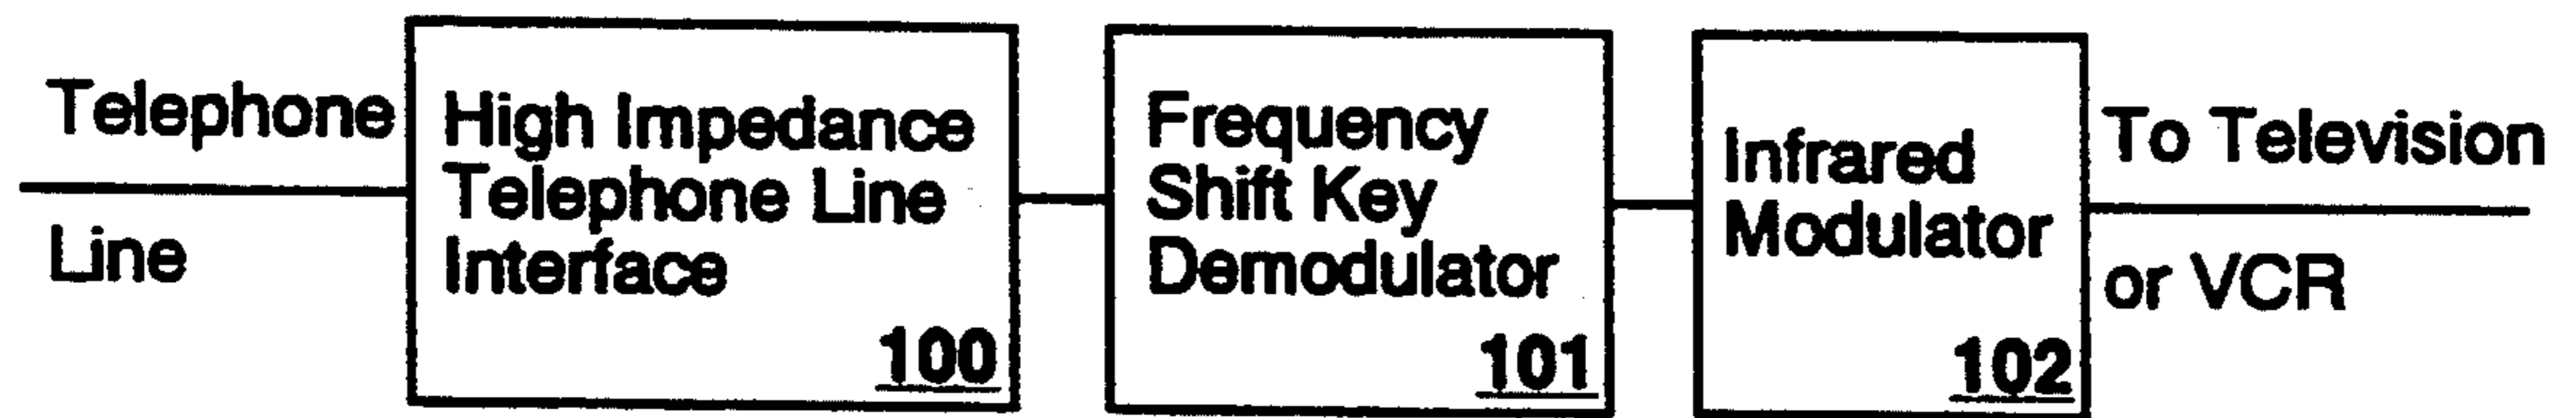 Telephone
Line
High Impedance
Telephone Line
Interface
100
Frequency
Shift Key
Demodulator
101
Infrared
Modulator
102
To Television
or VCR